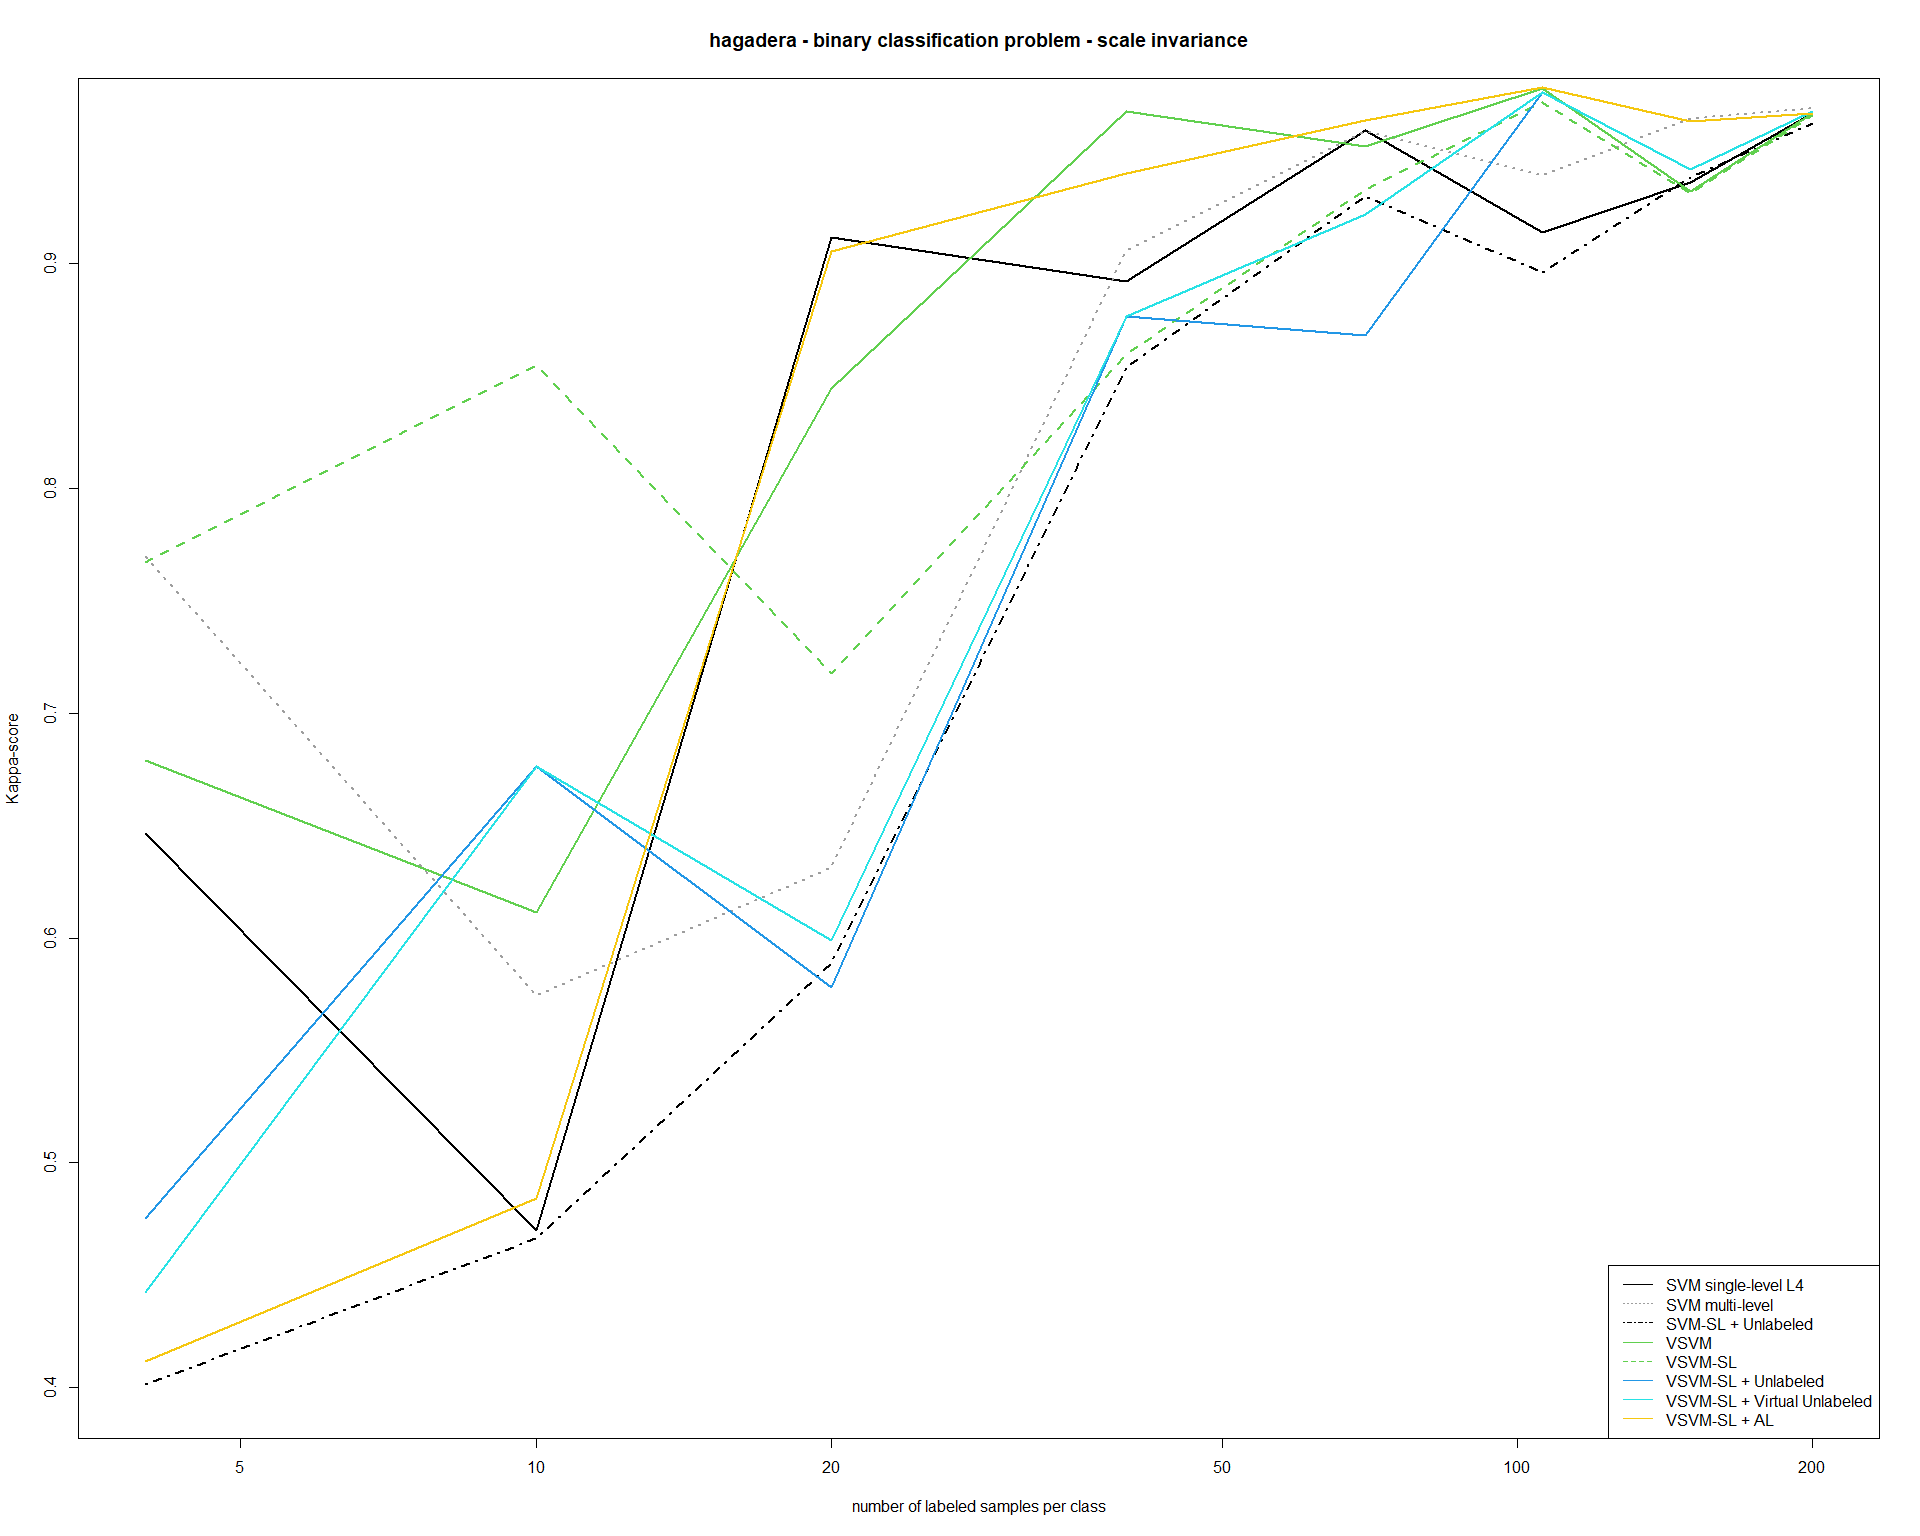 hagadera - binary classification problem - scale invariance
Kappa-score
0.9
0.8
0.7
0.6
0.5
0.4
5 10 20 50 100 200
number of labeled samples per class
SVM single-level L4
SVM multi-level
SVM-SL + Unlabeled
VSVM
VSVM-SL
VSVM-SL + Unlabeled
VSVM-SL + Virtual Unlabeled
VSVM-SL + AL